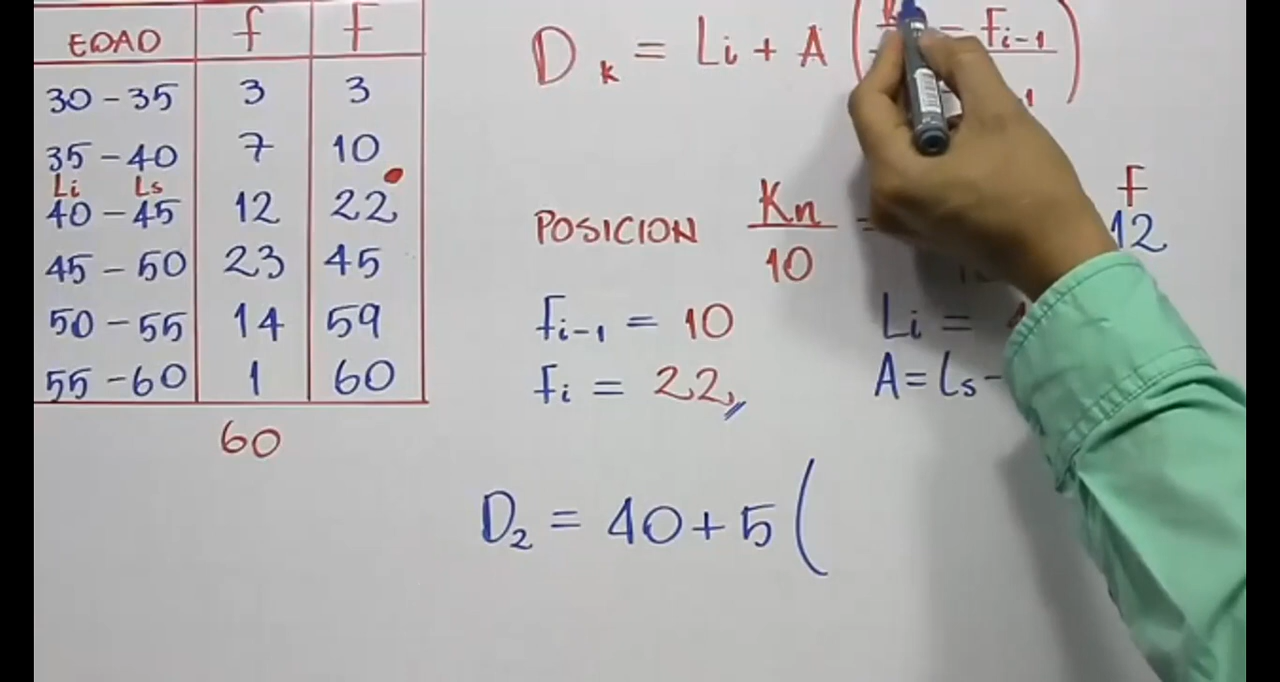 EDAD f F
30-35 3 3
35-40 7 10
Li Ls
40-45 12 22
45-50 23 45
50-55 14 59
55-60 1 60
60
Dk = Li + A ( - Fi-1 )
1
POSICION Kn/10 = F 12
fi-1 = 10
Li =
fi = 22,
A = Ls -
D2 = 40 + 5 (